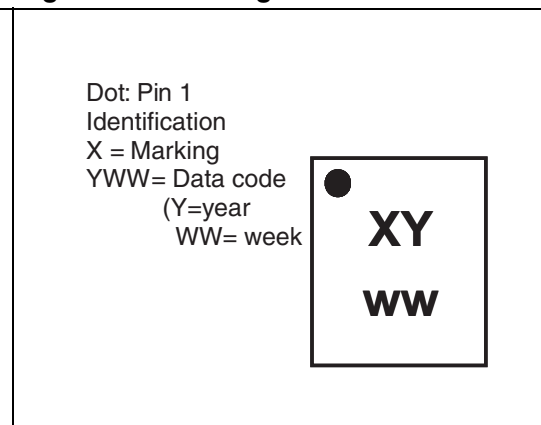 Dot: Pin 1
Identification
X = Marking
YWW= Data code
(Y=year
WW= week
XY
ww